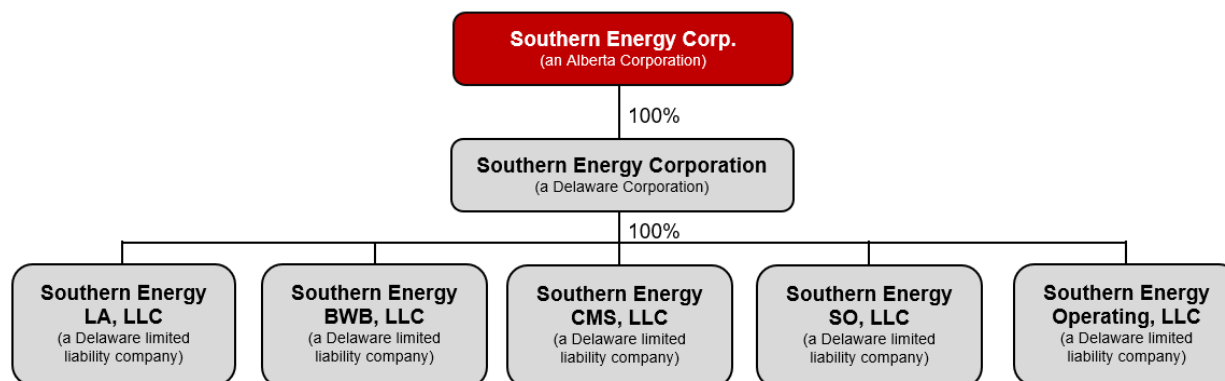 Southern Energy Corp.
(an Alberta Corporation)
100%
Southern Energy Corporation
(a Delaware Corporation)
100%
Southern Energy
LA, LLC
(a Delaware limited
liability company)
Southern Energy
BWB, LLC
(a Delaware limited
liability company)
Southern Energy
CMS, LLC
(a Delaware limited
liability company)
Southern Energy
SO, LLC
(a Delaware limited
liability company)
Southern Energy
Operating, LLC
(a Delaware limited
liability company)